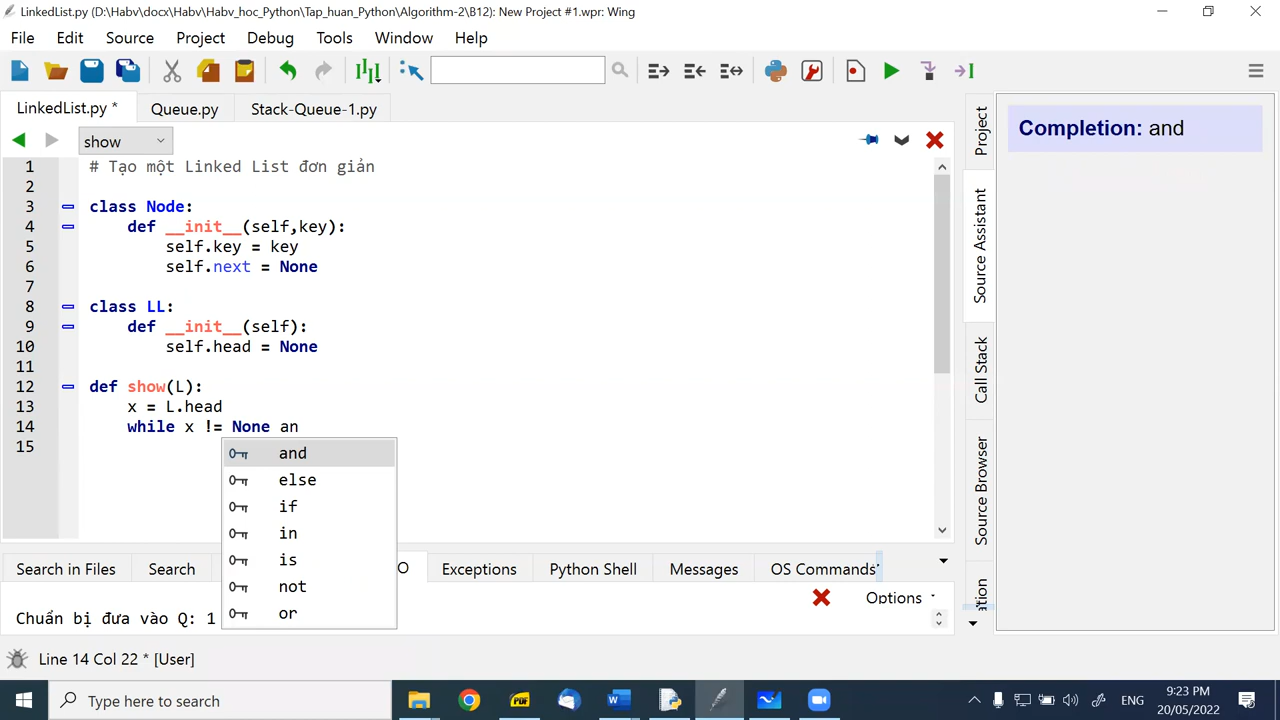 LinkedList.py (D:\Habv\docx\Habv\Habv_hoc_Python\Tap_huan_Python\Algorithm-2\B12): New Project #1.wpr: Wing
File Edit Source Project Debug Tools Window Help
LinkedList.py * Queue.py Stack-Queue-1.py
show
1 # Tạo một Linked List đơn giản
2
3 class Node:
4 def __init__(self,key):
5 self.key = key
6 self.next = None
7
8 class LL:
9 def __init__(self):
10 self.head = None
11
12 def show(L):
13 x = L.head
14 while x != None an
15
and
else
if
in
is
not
or
Project
Source Assistant
Call Stack
Source Browser
Completion: and
Search in Files Search O Exceptions Python Shell Messages OS Commands
Options
Chuẩn bị đưa vào Q: 1
Line 14 Col 22 * [User]
Type here to search
PDF
ENG
9:23 PM
20/05/2022